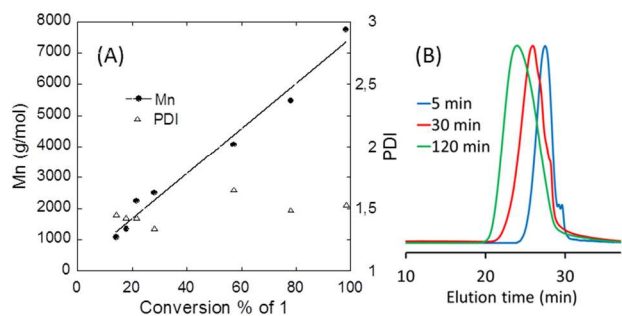 8000
7000
6000
5000
4000
3000
2000
1000
0
Mn (g/mol)
(A)
Mn
PDI
3
2,5
2
1,5
1
PDI
0 20 40 60 80 100
Conversion % of 1
(B)
5 min
30 min
120 min
10 20 30
Elution time (min)